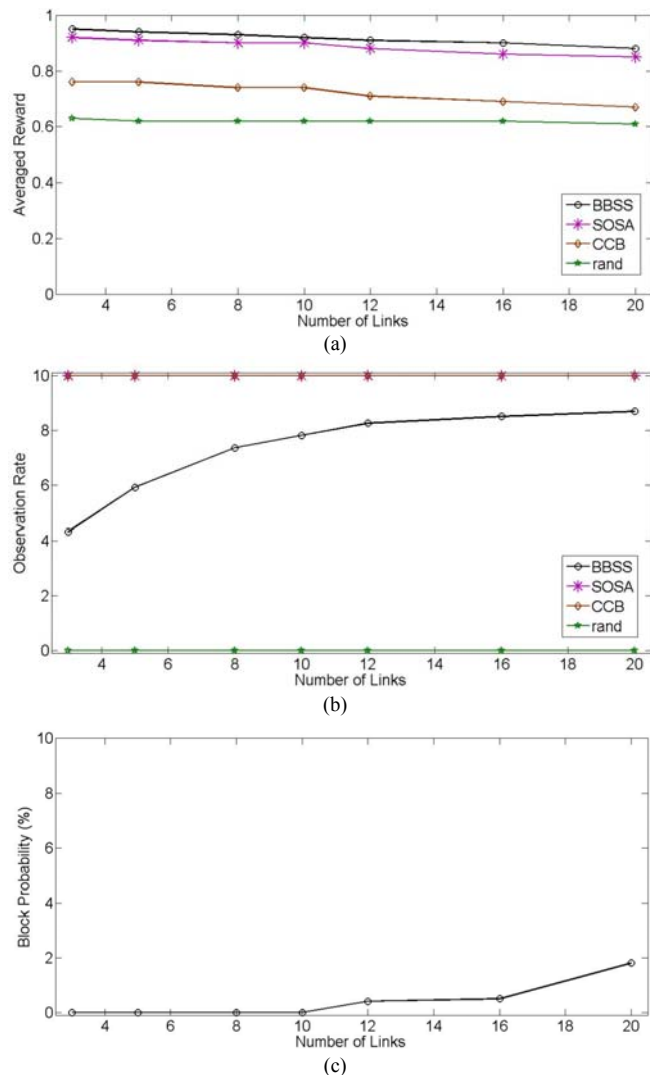 1
0.8
0.6
0.4
0.2
0
Averaged Reward
BBSS
SOSA
CCB
rand
4 6 8 10 12 14 16 18 20
Number of Links
(a)
10
8
6
4
2
0
Observation Rate
BBSS
SOSA
CCB
rand
4 6 8 10 12 14 16 18 20
Number of Links
(b)
10
8
6
4
2
0
Block Probability (%)
4 6 8 10 12 14 16 18 20
Number of Links
(c)